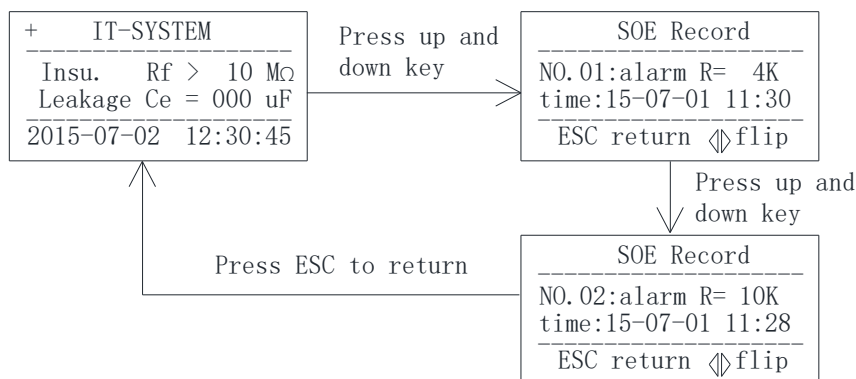 + IT-SYSTEM
Insu. Rf > 10 MΩ
Leakage Ce = 000 uF
2015-07-02 12:30:45
Press up and
down key
SOE Record
NO.01:alarm R= 4K
time:15-07-01 11:30
ESC return flip
Press up and
down key
SOE Record
NO.02:alarm R= 10K
time:15-07-01 11:28
ESC return flip
Press ESC to return